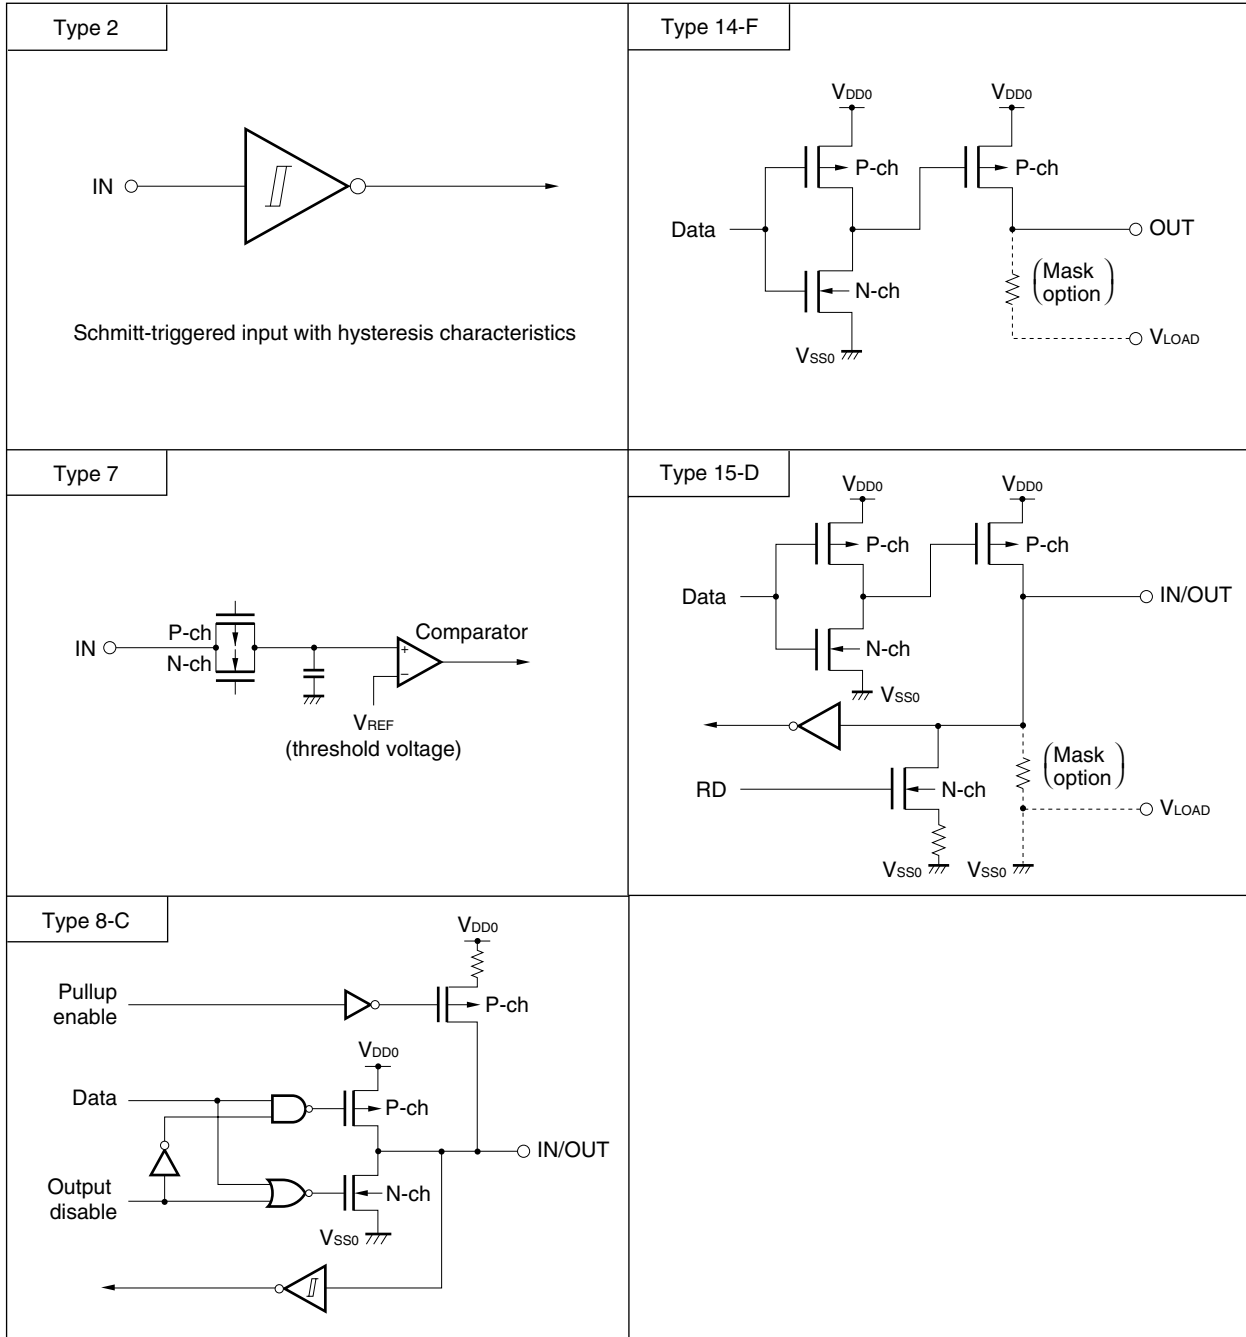 Type 2
IN
Schmitt-triggered input with hysteresis characteristics
Type 14-F
VDD0
VDD0
P-ch
P-ch
Data
OUT
N-ch
(Mask
option)
VSS0
VLOAD
Type 7
P-ch
IN
N-ch
Comparator
+
−
VREF
(threshold voltage)
Type 15-D
VDD0
VDD0
P-ch
P-ch
Data
IN/OUT
N-ch
VSS0
(Mask
option)
RD
N-ch
VLOAD
VSS0
VSS0
Type 8-C
VDD0
Pullup
enable
P-ch
VDD0
Data
P-ch
IN/OUT
Output
disable
N-ch
VSS0